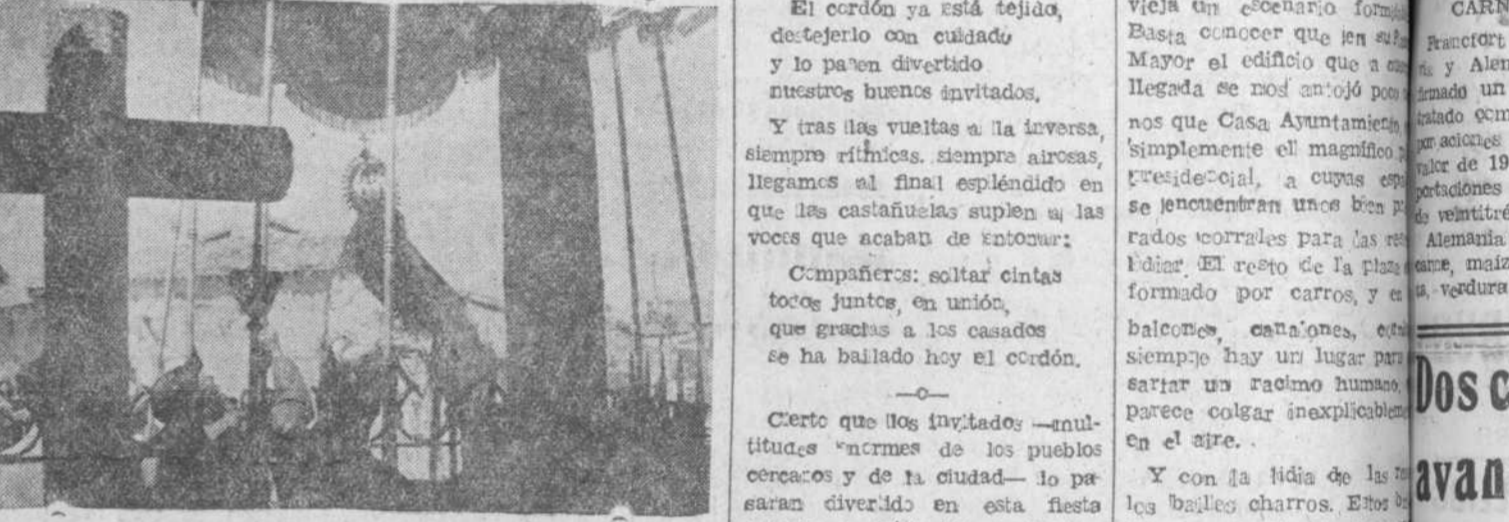 El cordón ya está tejido,
destejerlo con cuidado
y lo pasen divertido
nuestros buenos invitados.
Y tras las vueltas a la inversa,
siempre rítmicas. siempre airosas,
llegamos al final espléndido en
que las castañuelas suplen a las
voces que acaban de entonar:
Compañeros: soltar cintas
todos juntos, en unión,
que gracias a los casados
se ha bailado hoy el cordón.
—o—
Cierto que los invitados —mul-
titudes enormes de los pueblos
cercanos y de la ciudad— lo pa-
saran divertido en esta fiesta
vieja un escenario
Basta conocer que en su
Mayor el edificio que a
llegada se nos antojó
nos que Casa Ayuntamiento,
simplemente el magnífico
presidencial, a cuyas
se encuentran unos bien
rados corrales para las
lidiar. El resto de la plaza
formado por carros, y en
balcones,
siempre hay un lugar para
sartar un racimo humano,
parece colgar
en el aire.
Y con la lidia de las
los bailes charros. Estos
CARN
Francfort
y Alem
firmado un
tratado com
por aciones
valor de 19
portaciones
de veintitré
Alemania
maíz
verdura
Dos c
avan